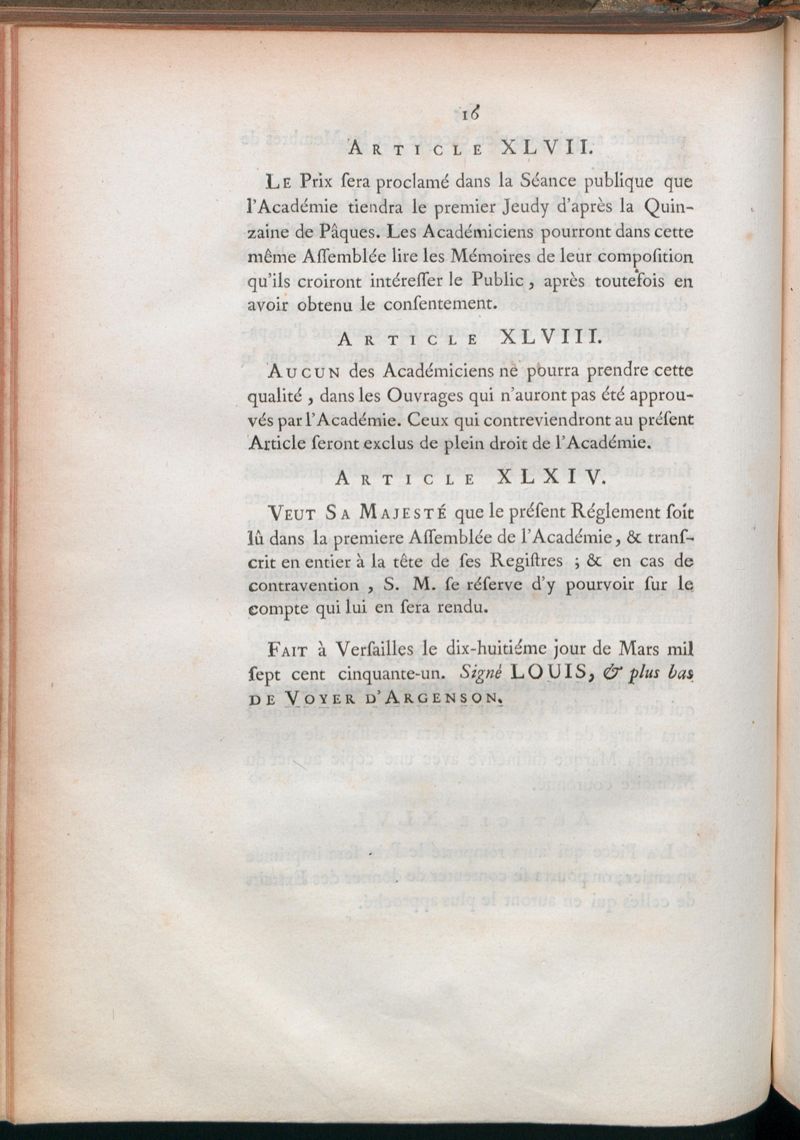 16
ARTICLE XLVII.
LE Prix ſera proclamé dans la Séance publique que
l'Académie tiendra le premier Jeudy d'après la Quin-
zaine de Pâques. Les Académiciens pourront dans cette
même Aſſemblée lire les Mémoires de leur compoſition
qu'ils croiront intéreſſer le Public, après toutefois en
avoir obtenu le conſentement.
ARTICLE XLVIII.
AUCUN des Académiciens ne pourra prendre cette
qualité, dans les Ouvrages qui n'auront pas été approu-
vés par l'Académie. Ceux qui contreviendront au préſent
Article ſeront exclus de plein droit de l'Académie.
ARTICLE XLXIV.
VEUT SA MAJESTÉ que le préſent Réglement ſoit
lû dans la premiere Aſſemblée de l'Académie, & tranſ-
crit en entier à la tête de ſes Regiſtres ; & en cas de
contravention , S. M. ſe réſerve d'y pourvoir ſur le
compte qui lui en ſera rendu.
FAIT à Verſailles le dix-huitiéme jour de Mars mil
ſept cent cinquante-un. Signé LOUIS, & plus bas
DE VOYER D'ARGENSON.